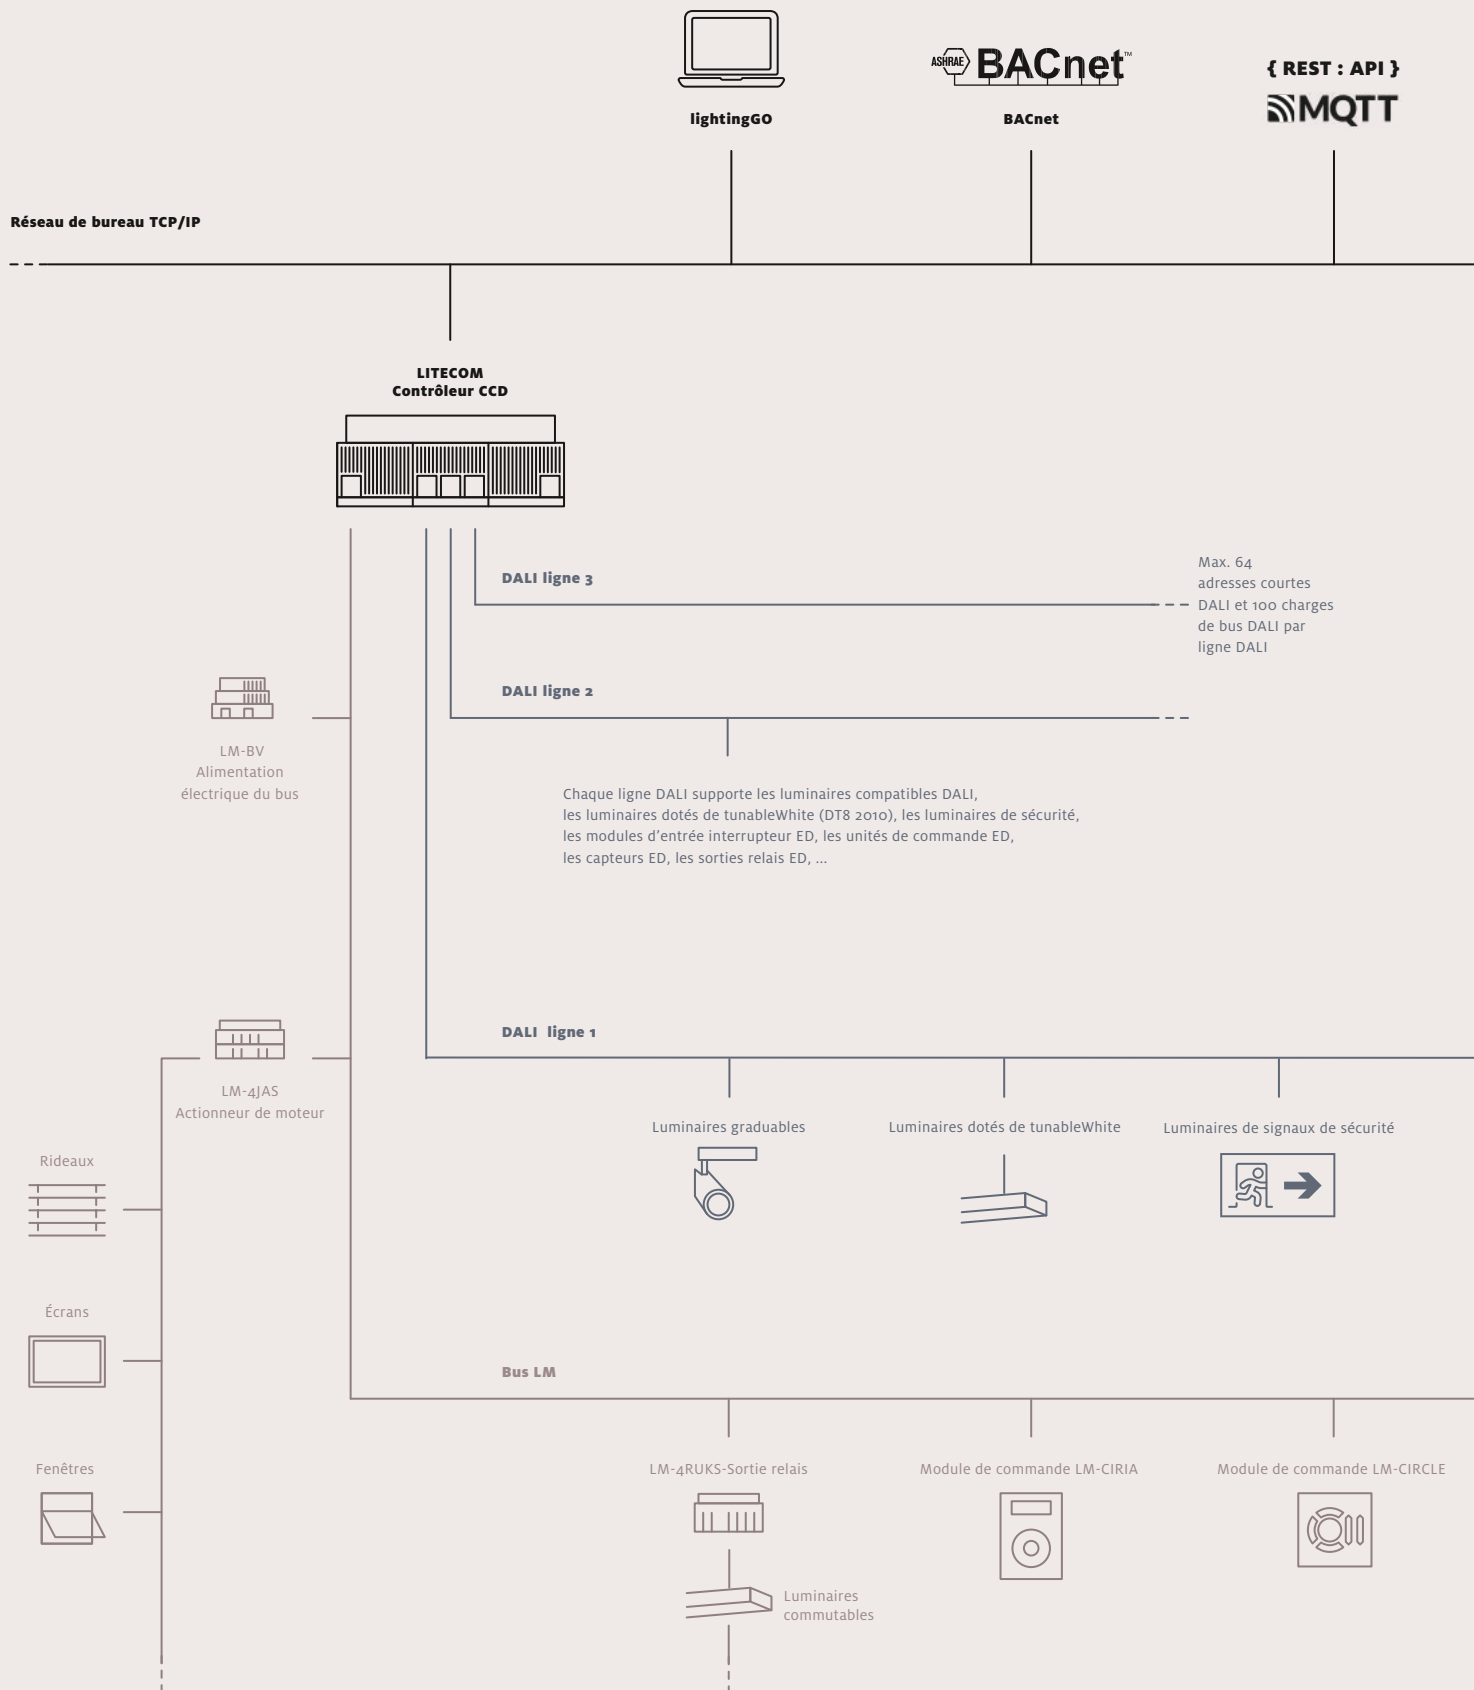 ASHRAE BACnet™
{ REST : API }
MQTT
lightingGO
BACnet
Réseau de bureau TCP/IP
LITECOM
Contrôleur CCD
DALI ligne 3
Max. 64
adresses courtes
DALI et 100 charges
de bus DALI par
ligne DALI
DALI ligne 2
LM-BV
Alimentation
électrique du bus
Chaque ligne DALI supporte les luminaires compatibles DALI,
les luminaires dotés de tunableWhite (DT8 2010), les luminaires de sécurité,
les modules d’entrée interrupteur ED, les unités de commande ED,
les capteurs ED, les sorties relais ED, ...
DALI  ligne 1
LM-4JAS
Actionneur de moteur
Luminaires graduables
Luminaires dotés de tunableWhite
Luminaires de signaux de sécurité
Rideaux
Écrans
Bus LM
Fenêtres
LM-4RUKS-Sortie relais
Module de commande LM-CIRIA
Module de commande LM-CIRCLE
Luminaires
commutables